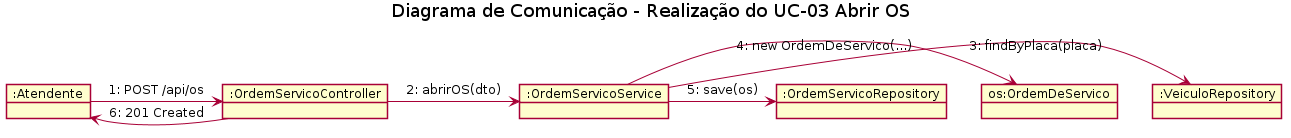 Diagrama de Comunicação - Realização do UC-03 Abrir OS
4: new OrdemDeServico(...)
3: findByPlaca(placa)
:Atendente
1: POST /api/os
:OrdemServicoController
2: abrirOS(dto)
:OrdemServicoService
5: save(os)
:OrdemServicoRepository
os:OrdemDeServico
:VeiculoRepository
6: 201 Created